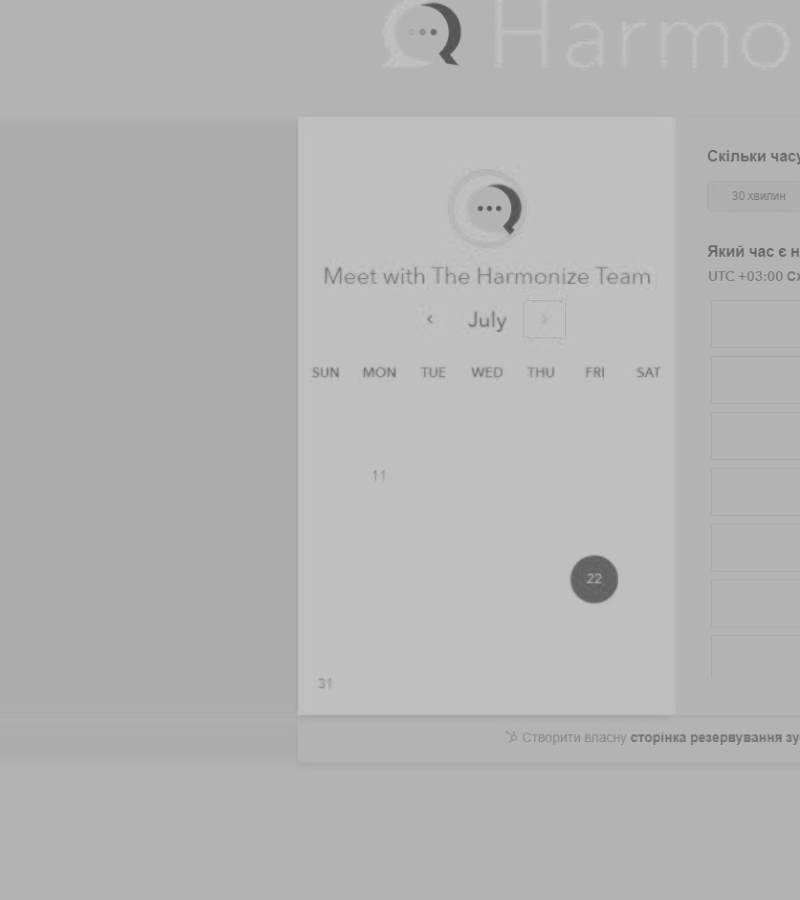 Harmo
Meet with The Harmonize Team
July
SUN MON TUE WED THU FRI SAT
11
22
31
Скільки часу
30 хвилин
Який час є н
UTC +03:00 Сх
Створити власну сторінка резервування зу